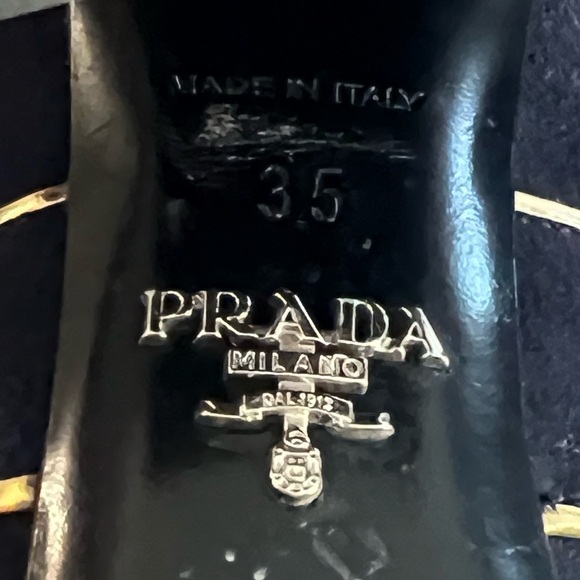 MADE IN ITALY
35
PRADA
MILANO
DAL 1913